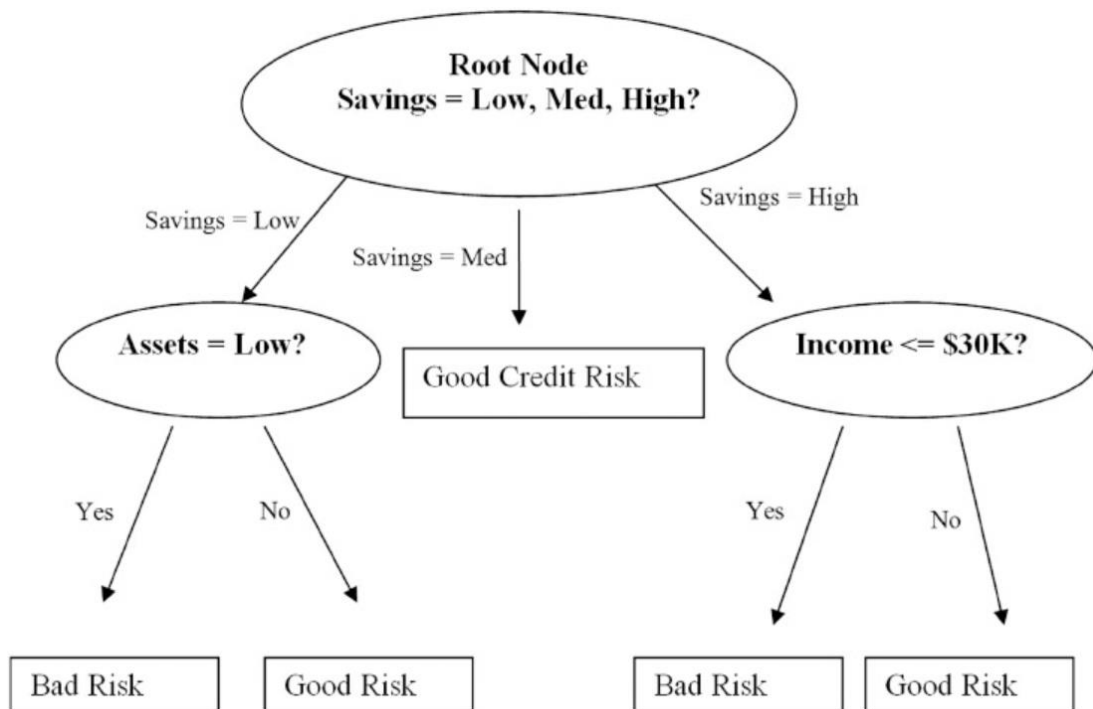 Root Node
Savings = Low, Med, High?
Savings = Low
Savings = Med
Savings = High
Assets = Low?
Good Credit Risk
Income <= $30K?
Yes
No
Yes
No
Bad Risk
Good Risk
Bad Risk
Good Risk